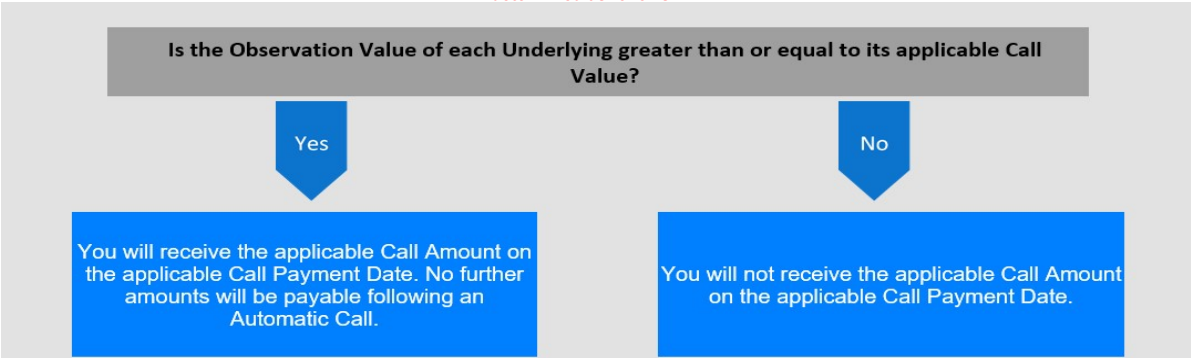 Is the Observation Value of each Underlying greater than or equal to its applicable Call
Value?
Yes
No
You will receive the applicable Call Amount on
the applicable Call Payment Date. No further
amounts will be payable following an
Automatic Call.
You will not receive the applicable Call Amount
on the applicable Call Payment Date.